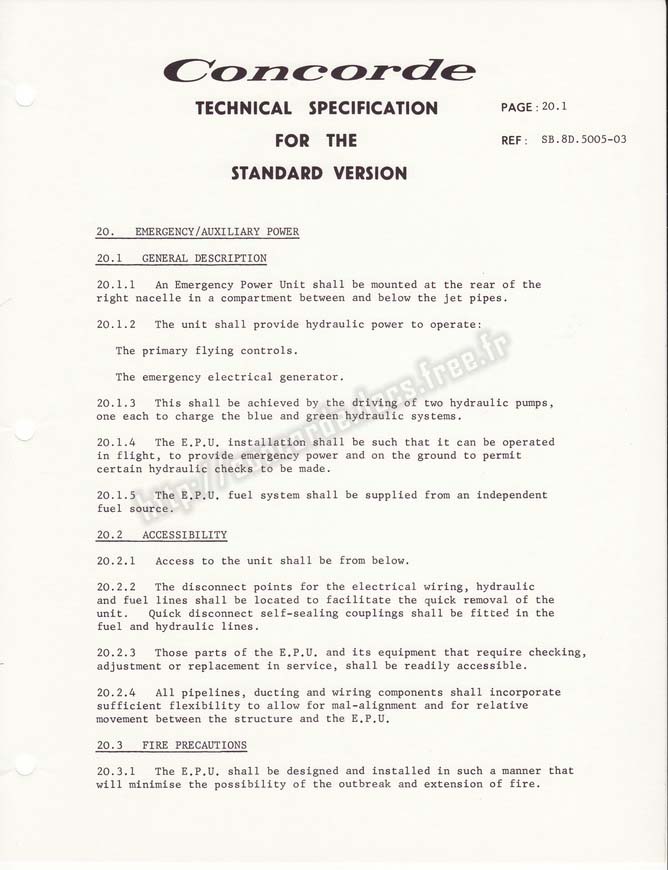 Concorde
TECHNICAL SPECIFICATION
FOR THE
STANDARD VERSION
PAGE: 20.1
REF: SB.8D.5005-03
20. EMERGENCY/AUXILIARY POWER
20.1 GENERAL DESCRIPTION
20.1.1 An Emergency Power Unit shall be mounted at the rear of the
right nacelle in a compartment between and below the jet pipes.
20.1.2 The unit shall provide hydraulic power to operate:
The primary flying controls.
The emergency electrical generator.
20.1.3 This shall be achieved by the driving of two hydraulic pumps,
one each to charge the blue and green hydraulic systems.
20.1.4 The E.P.U. installation shall be such that it can be operated
in flight, to provide emergency power and on the ground to permit
certain hydraulic checks to be made.
20.1.5 The E.P.U. fuel system shall be supplied from an independent
fuel source.
20.2 ACCESSIBILITY
20.2.1 Access to the unit shall be from below.
20.2.2 The disconnect points for the electrical wiring, hydraulic
and fuel lines shall be located to facilitate the quick removal of the
unit. Quick disconnect self-sealing couplings shall be fitted in the
fuel and hydraulic lines.
20.2.3 Those parts of the E.P.U. and its equipment that require checking,
adjustment or replacement in service, shall be readily accessible.
20.2.4 All pipelines, ducting and wiring components shall incorporate
sufficient flexibility to allow for mal-alignment and for relative
movement between the structure and the E.P.U.
20.3 FIRE PRECAUTIONS
20.3.1 The E.P.U. shall be designed and installed in such a manner that
will minimise the possibility of the outbreak and extension of fire.